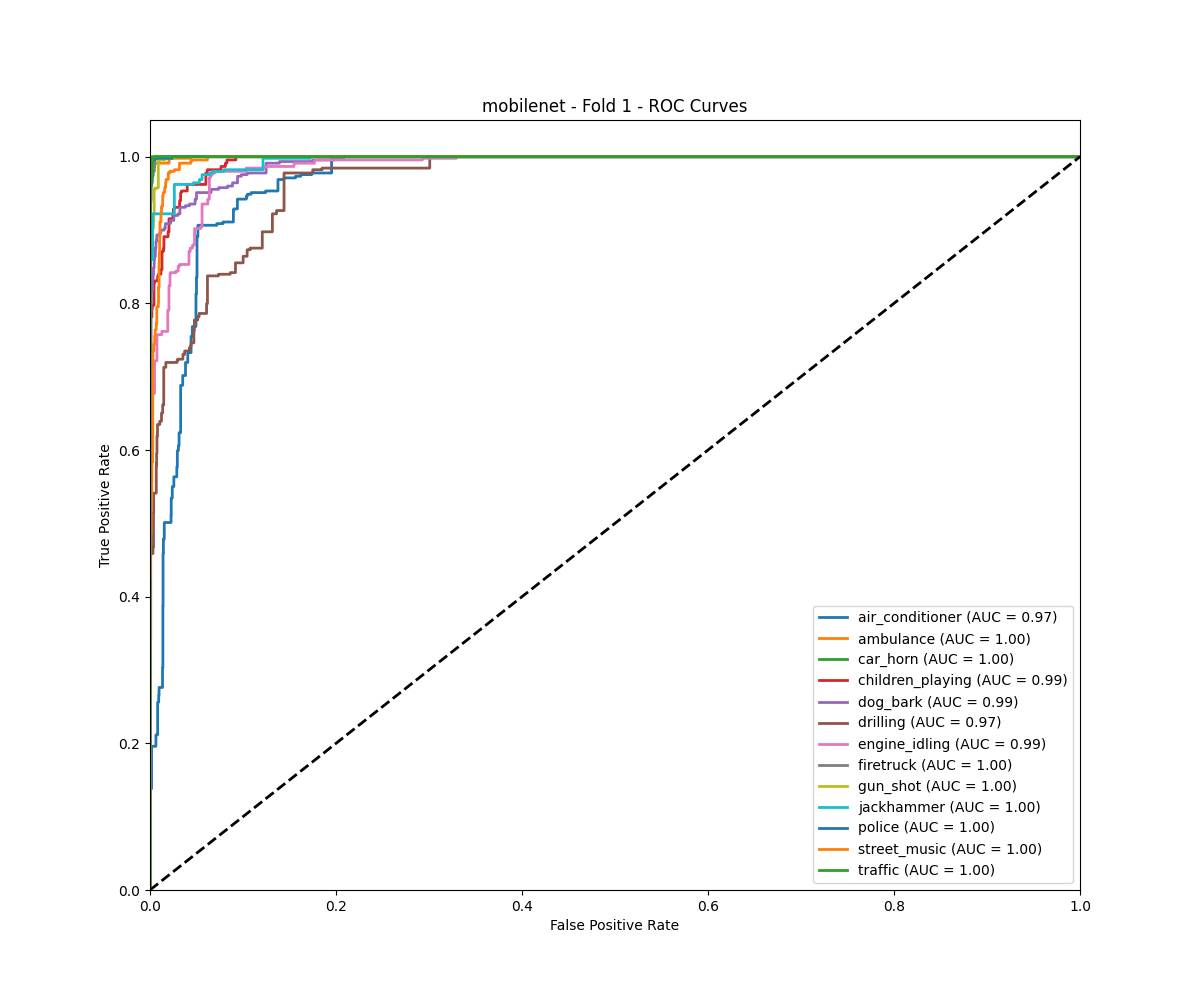 mobilenet - Fold 1 - ROC Curves
1.0
0.8
0.6
0.4
0.2
0.0
True Positive Rate
0.0 0.2 0.4 0.6 0.8 1.0
False Positive Rate
air_conditioner (AUC = 0.97)
ambulance (AUC = 1.00)
car_horn (AUC = 1.00)
children_playing (AUC = 0.99)
dog_bark (AUC = 0.99)
drilling (AUC = 0.97)
engine_idling (AUC = 0.99)
firetruck (AUC = 1.00)
gun_shot (AUC = 1.00)
jackhammer (AUC = 1.00)
police (AUC = 1.00)
street_music (AUC = 1.00)
traffic (AUC = 1.00)